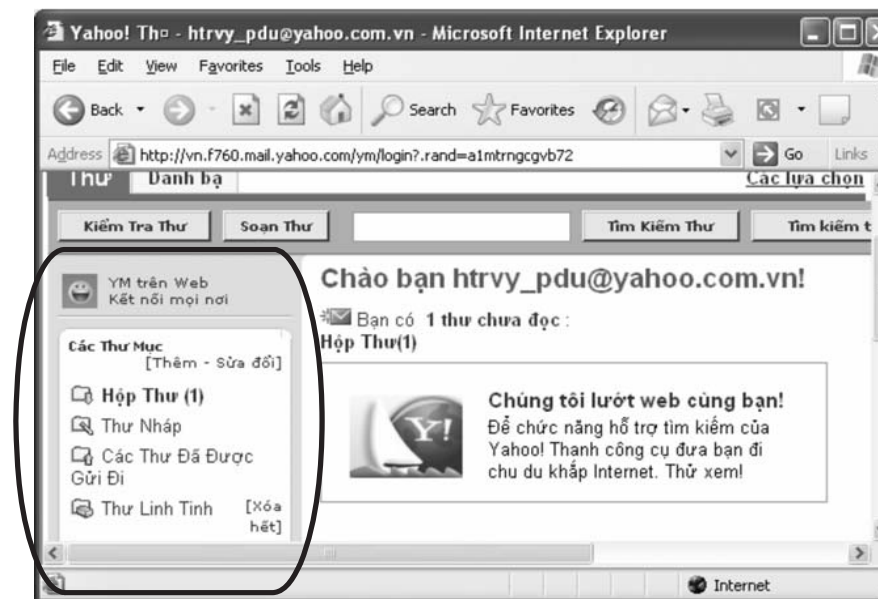 Yahoo! Th¤ - htrvy_pdu@yahoo.com.vn - Microsoft Internet Explorer
File Edit View Favorites Tools Help
Back Search Favorites
Address http://vn.f760.mail.yahoo.com/ym/login?.rand=a1mtrngcgvb72 Go Links
Thư Danh bạ Các lựa chọn
Kiểm Tra Thư Soạn Thư Tìm Kiếm Thư Tìm kiếm t
YM trên Web
Kết nối mọi nơi
Các Thư Mục
[Thêm - Sửa đổi]
Hộp Thư (1)
Thư Nháp
Các Thư Đã Được
Gửi Đi
Thư Linh Tinh [Xóa
hết]
Chào bạn htrvy_pdu@yahoo.com.vn!
Bạn có 1 thư chưa đọc :
Hộp Thư(1)
Y!
Chúng tôi lướt web cùng bạn!
Để chức năng hỗ trợ tìm kiếm của
Yahoo! Thanh công cụ đưa bạn đi
chu du khắp Internet. Thử xem!
Internet